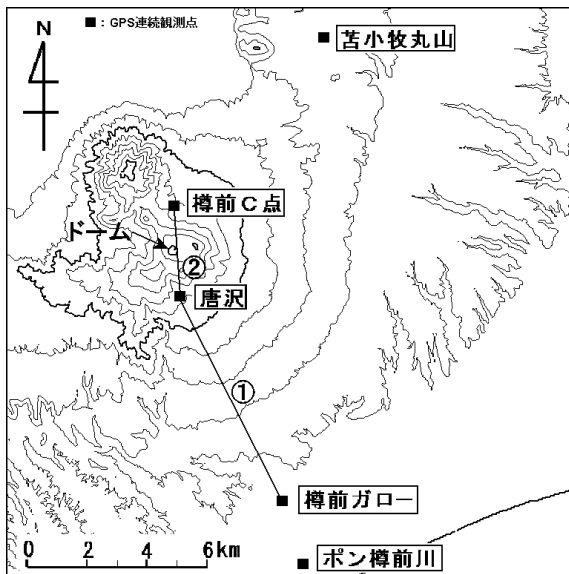 ■：GPS連続観測点
苫小牧丸山
N
樽前C点
ドーム
②
唐沢
①
樽前ガロー
0 2 4 6km
ポン樽前川